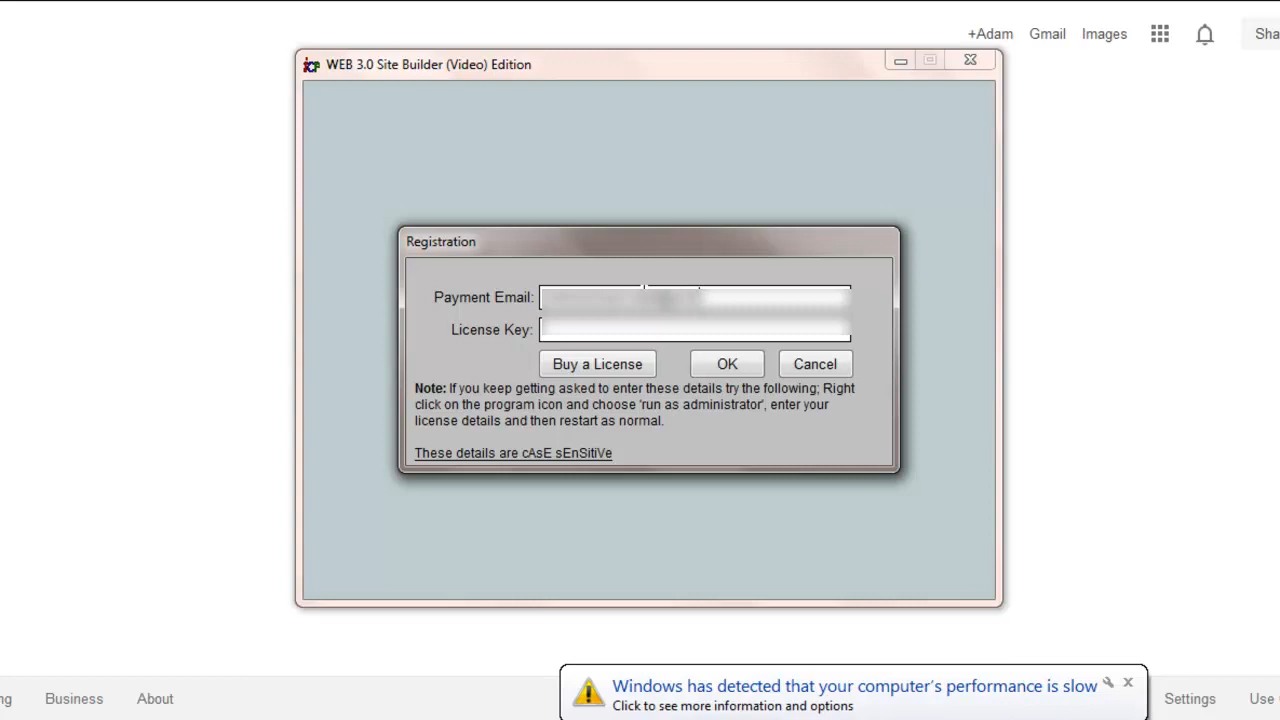 +Adam Gmail Images Sha
WEB 3.0 Site Builder (Video) Edition
Registration
Payment Email:
License Key:
Buy a License OK Cancel
Note: If you keep getting asked to enter these details try the following; Right
click on the program icon and choose 'run as administrator', enter your
license details and then restart as normal.
These details are cAsE sEnSitiVe
Windows has detected that your computer's performance is slow
Click to see more information and options
ng Business About Settings Use